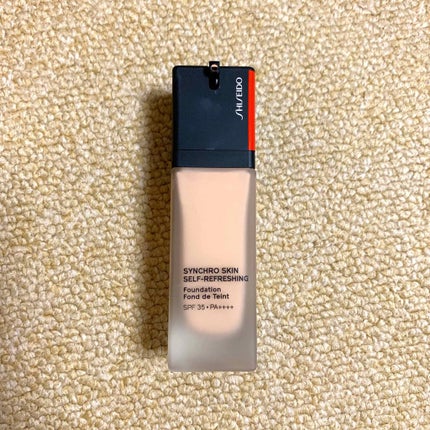 SHISEIDO
SYNCHRO SKIN
SELF-REFRESHING
Foundation
Fond de Teint
SPF 35 • PA++++